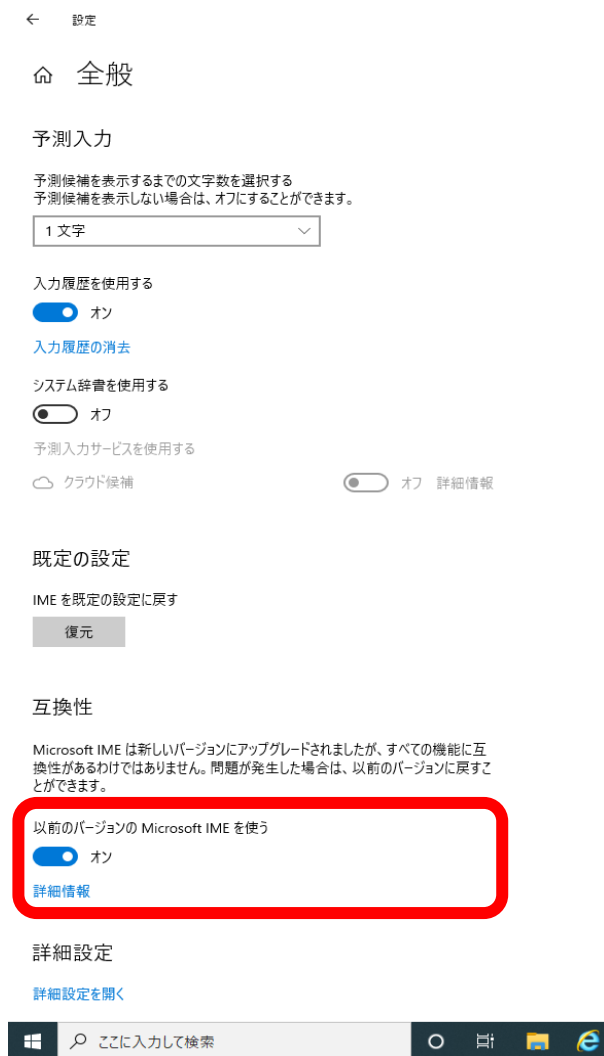 設定
全般
予測入力
予測候補を表示するまでの文字数を選択する
予測候補を表示しない場合は、オフにすることができます。
1 文字
入力履歴を使用する
オン
入力履歴の消去
システム辞書を使用する
オフ
予測入力サービスを使用する
クラウド候補 オフ 詳細情報
既定の設定
IME を既定の設定に戻す
復元
互換性
Microsoft IME は新しいバージョンにアップグレードされましたが、すべての機能に互
換性があるわけではありません。問題が発生した場合は、以前のバージョンに戻すこ
とができます。
以前のバージョンの Microsoft IME を使う
オン
詳細情報
詳細設定
詳細設定を開く
ここに入力して検索